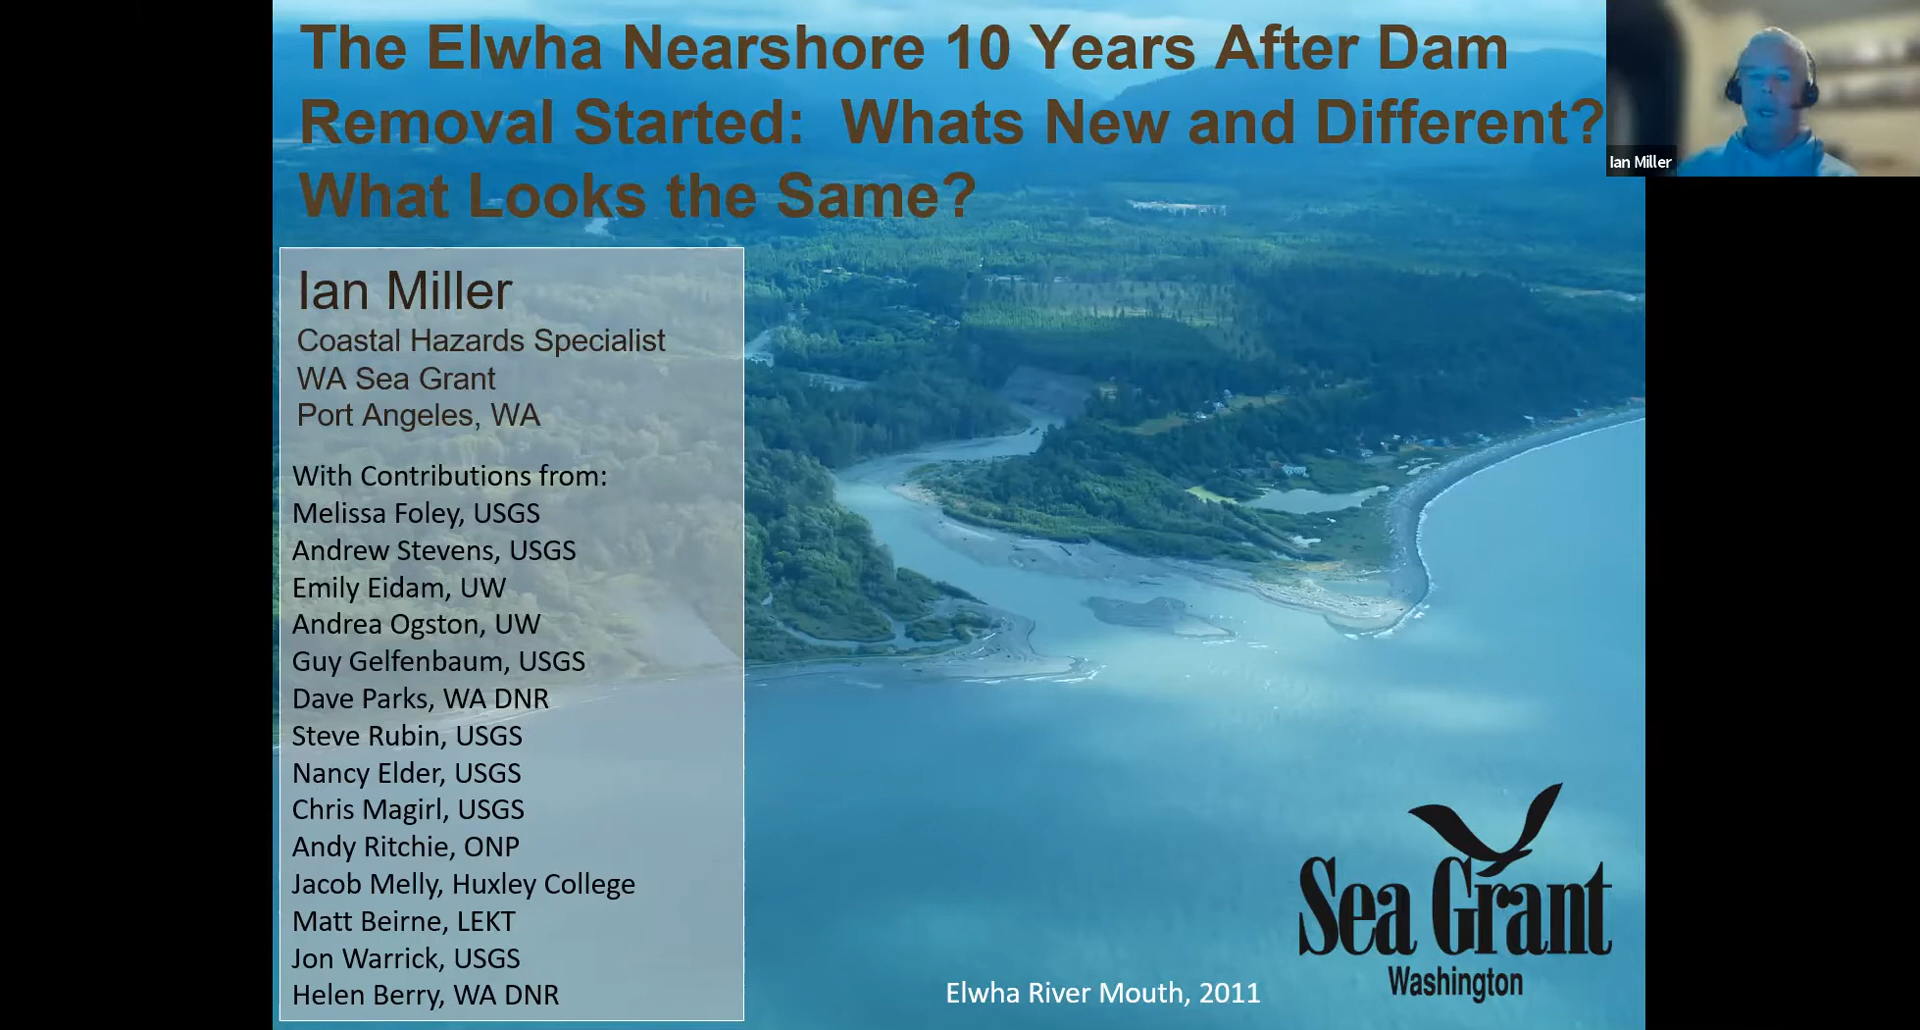 The Elwha Nearshore 10 Years After Dam
Removal Started:  Whats New and Different?
What Looks the Same?
Ian Miller
Ian Miller
Coastal Hazards Specialist
WA Sea Grant
Port Angeles, WA
With Contributions from:
Melissa Foley, USGS
Andrew Stevens, USGS
Emily Eidam, UW
Andrea Ogston, UW
Guy Gelfenbaum, USGS
Dave Parks, WA DNR
Steve Rubin, USGS
Nancy Elder, USGS
Chris Magirl, USGS
Andy Ritchie, ONP
Jacob Melly, Huxley College
Matt Beirne, LEKT
Jon Warrick, USGS
Helen Berry, WA DNR
Elwha River Mouth, 2011
Sea Grant
Washington